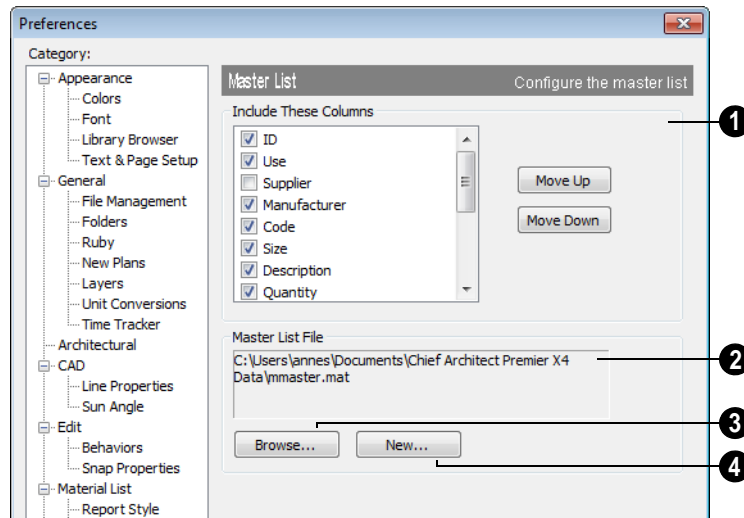 Preferences
Category:
Appearance
Colors
Font
Library Browser
Text & Page Setup
General
File Management
Folders
Ruby
New Plans
Layers
Unit Conversions
Time Tracker
Architectural
CAD
Line Properties
Sun Angle
Edit
Behaviors
Snap Properties
Material List
Report Style
Master List
Configure the master list
Include These Columns
ID
Use
Supplier
Manufacturer
Code
Size
Description
Quantity
Move Up
Move Down
1
Master List File
C:\Users\annes\Documents\Chief Architect Premier X4
Data\mmaster.mat
2
3
Browse...
New...
4